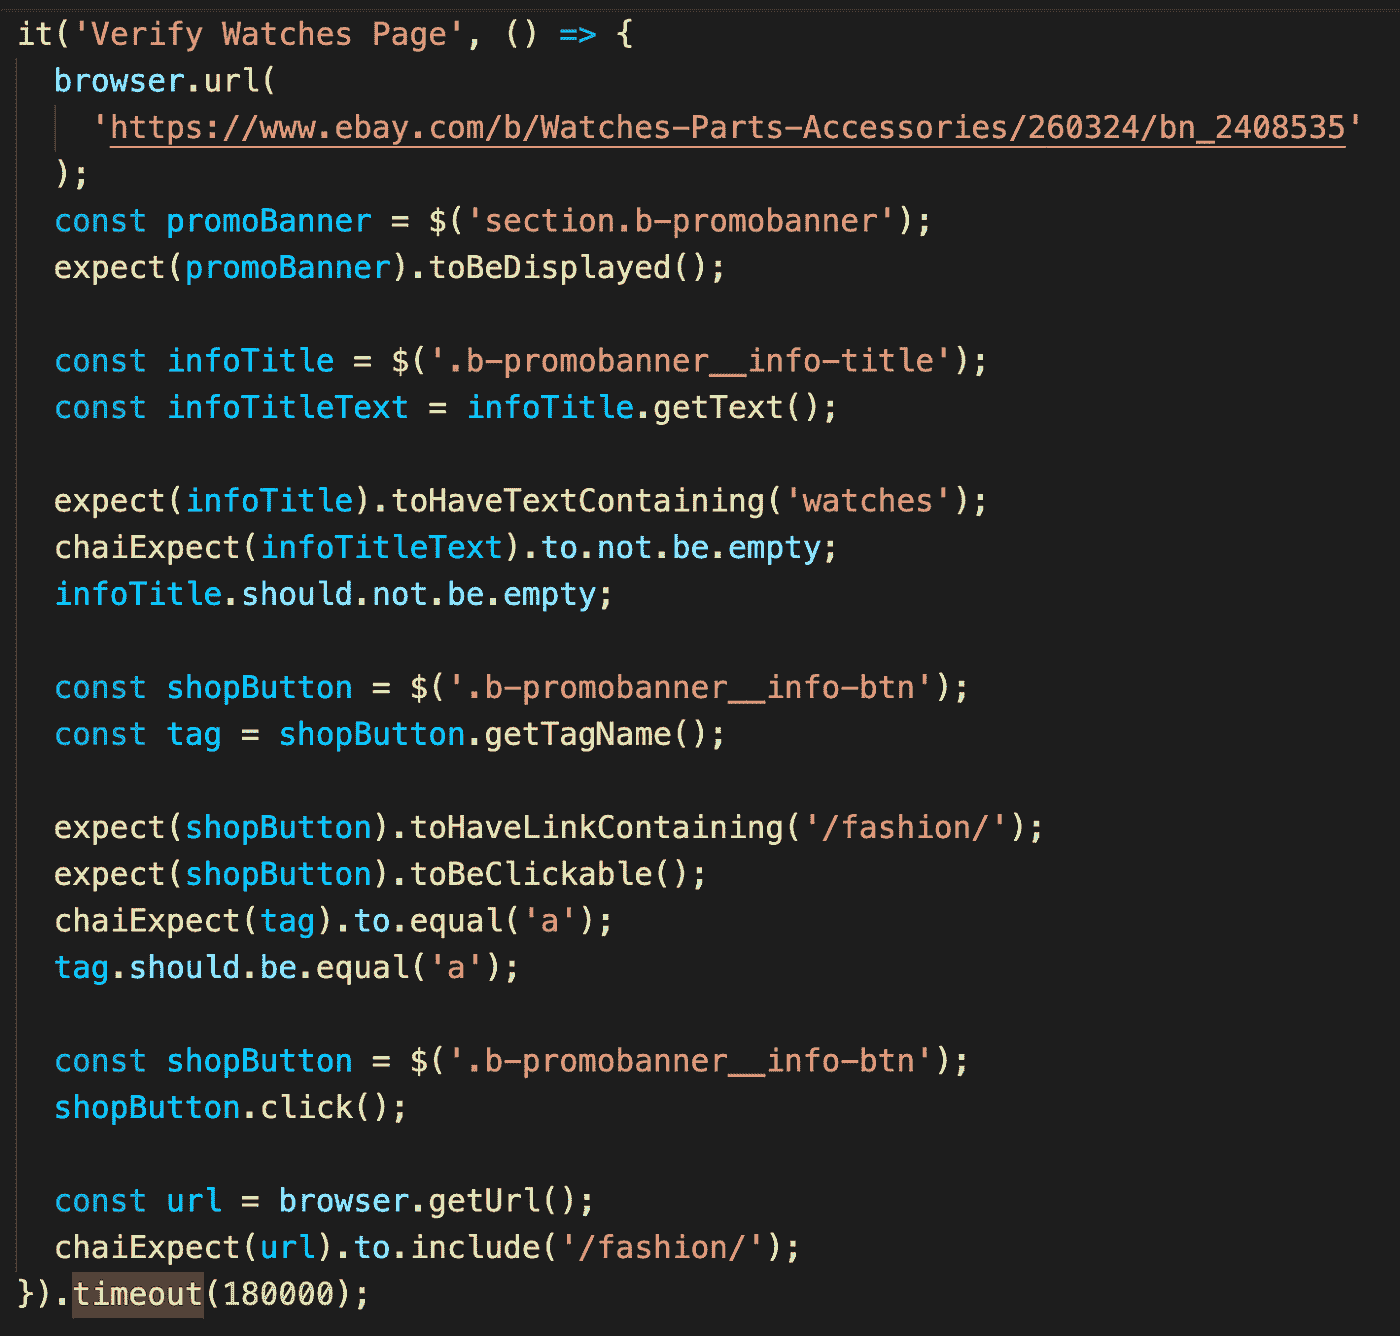 it('Verify Watches Page', () => {
  browser.url(
    'https://www.ebay.com/b/Watches-Parts-Accessories/260324/bn_2408535'
  );
  const promoBanner = $('section.b-promobanner');
  expect(promoBanner).toBeDisplayed();

  const infoTitle = $('.b-promobanner__info-title');
  const infoTitleText = infoTitle.getText();

  expect(infoTitle).toHaveTextContaining('watches');
  chaiExpect(infoTitleText).to.not.be.empty;
  infoTitle.should.not.be.empty;

  const shopButton = $('.b-promobanner__info-btn');
  const tag = shopButton.getTagName();

  expect(shopButton).toHaveLinkContaining('/fashion/');
  expect(shopButton).toBeClickable();
  chaiExpect(tag).to.equal('a');
  tag.should.be.equal('a');

  const shopButton = $('.b-promobanner__info-btn');
  shopButton.click();

  const url = browser.getUrl();
  chaiExpect(url).to.include('/fashion/');
}).timeout(180000);